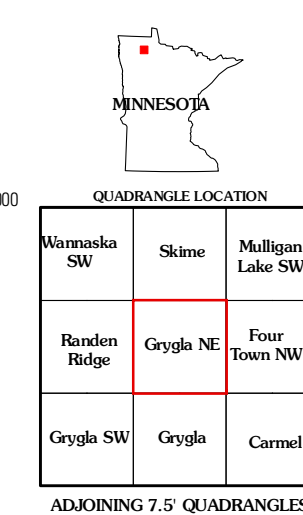 MINNESOTA
QUADRANGLE LOCATION
Wannaska
SW
Skime
Mulligan
Lake SW
Randen
Ridge
Grygla NE
Four
Town NW
Grygla SW
Grygla
Carmel
ADJOINING 7.5' QUADRANGLES